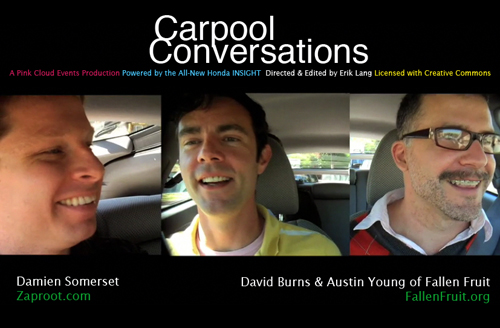 Carpool
Conversations
A Pink Cloud Events Production Powered by the All-New Honda INSIGHT Directed & Edited by Erik Lang Licensed with Creative Commons
Damien Somerset
Zaproot.com
David Burns & Austin Young of Fallen Fruit
FallenFruit.org